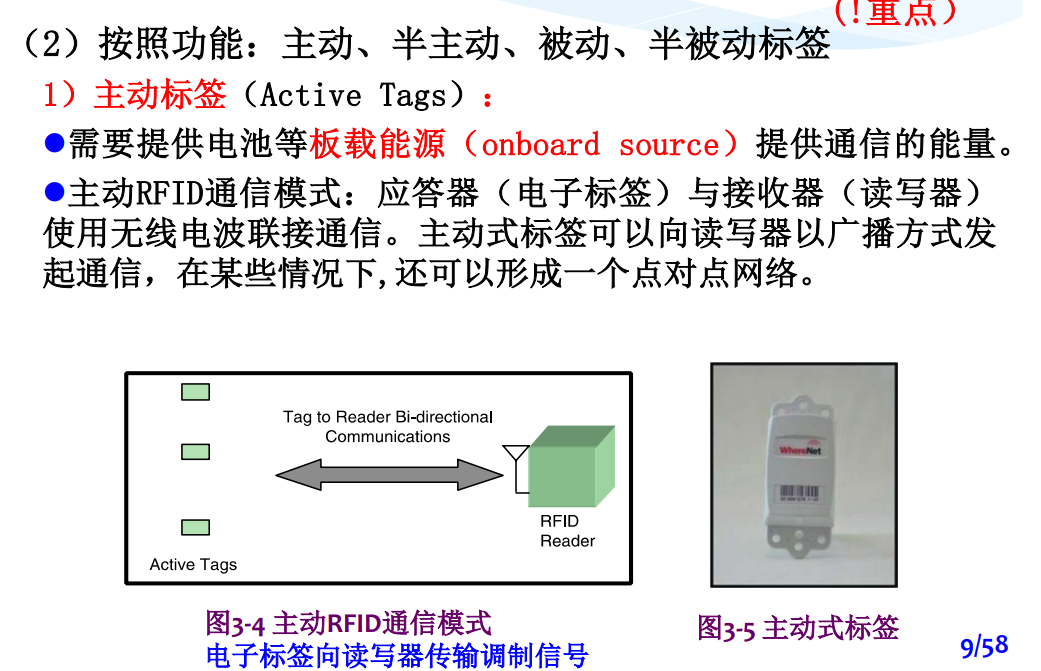 (!重点)
(2) 按照功能：主动、半主动、被动、半被动标签
1) 主动标签（Active Tags）：
●需要提供电池等板载能源（onboard source）提供通信的能量。
●主动RFID通信模式：应答器（电子标签）与接收器（读写器）
使用无线电波联接通信。主动式标签可以向读写器以广播方式发
起通信，在某些情况下,还可以形成一个点对点网络。
Tag to Reader Bi-directional
Communications
RFID
Reader
Active Tags
WhereNet
图3-4 主动RFID通信模式
电子标签向读写器传输调制信号
图3-5 主动式标签
9/58